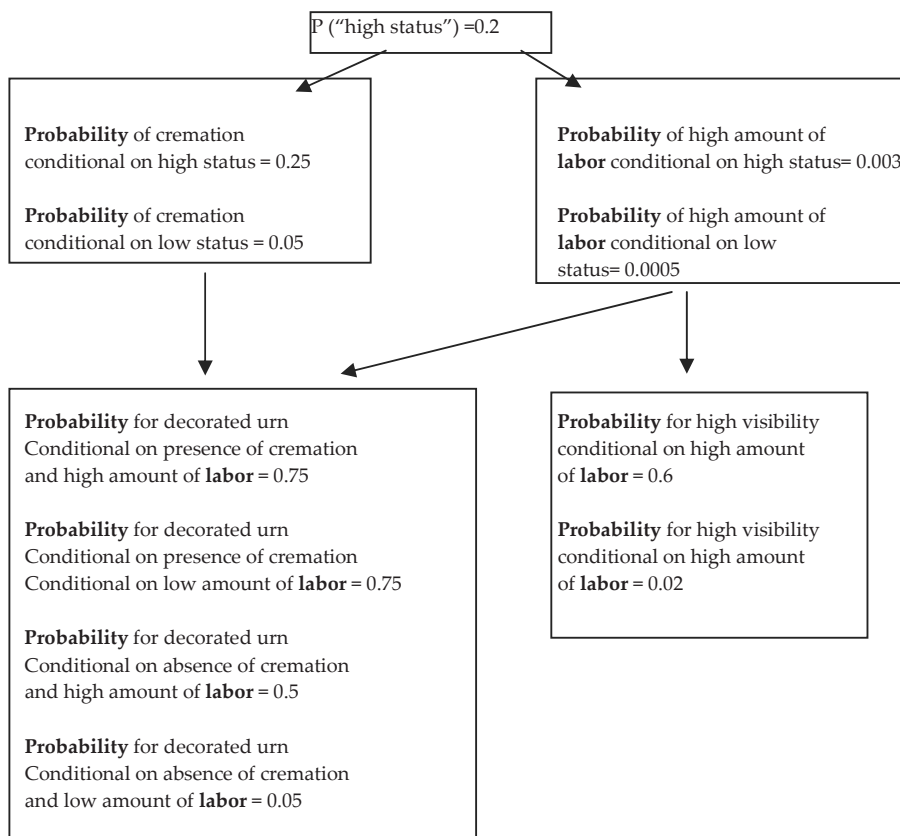 P (“high status”) =0.2
Probability of cremation
conditional on high status = 0.25
Probability of cremation
conditional on low status = 0.05
Probability of high amount of
labor conditional on high status= 0.003
Probability of high amount of
labor conditional on low
status= 0.0005
Probability for decorated urn
Conditional on presence of cremation
and high amount of labor = 0.75
Probability for decorated urn
Conditional on presence of cremation
Conditional on low amount of labor = 0.75
Probability for decorated urn
Conditional on absence of cremation
and high amount of labor = 0.5
Probability for decorated urn
Conditional on absence of cremation
and low amount of labor = 0.05
Probability for high visibility
conditional on high amount
of labor = 0.6
Probability for high visibility
conditional on high amount
of labor = 0.02